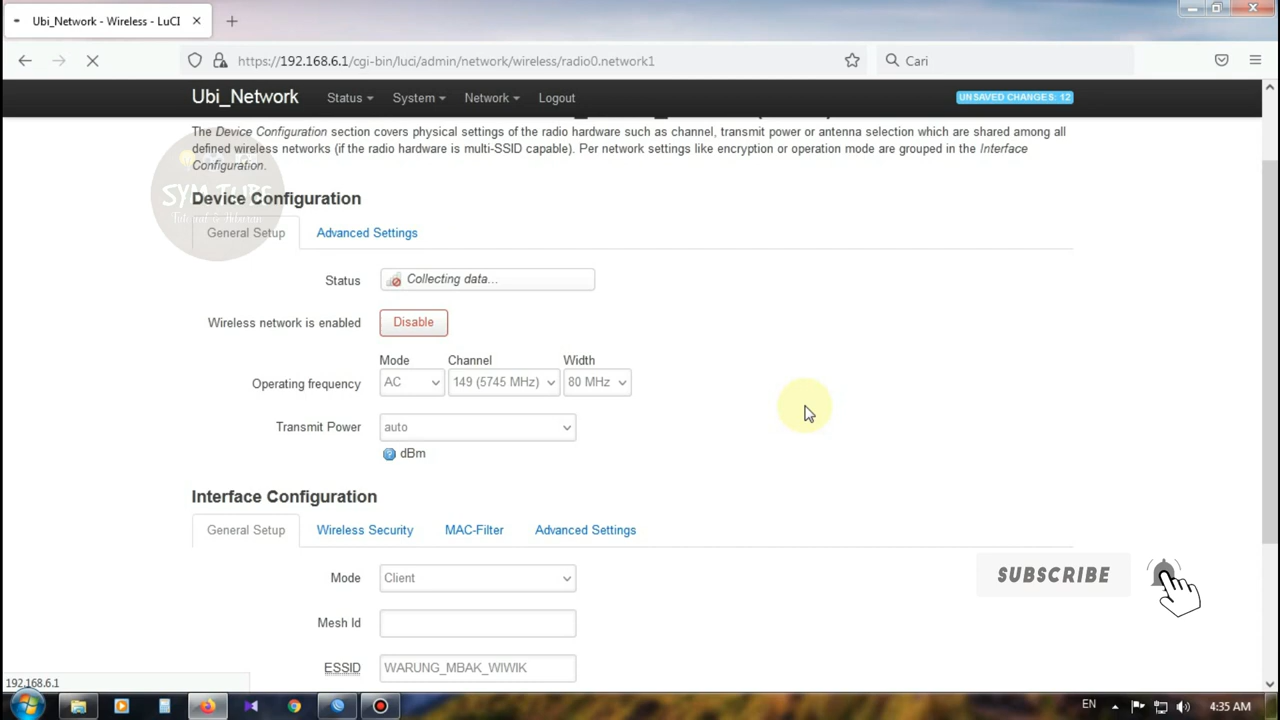 Ubi_Network - Wireless - LuCI
https://192.168.6.1/cgi-bin/luci/admin/network/wireless/radio0.network1
Cari
Ubi_Network
Status
System
Network
Logout
UNSAVED CHANGES: 12
The Device Configuration section covers physical settings of the radio hardware such as channel, transmit power or antenna selection which are shared among all
defined wireless networks (if the radio hardware is multi-SSID capable). Per network settings like encryption or operation mode are grouped in the Interface
Configuration.
Device Configuration
General Setup
Advanced Settings
Status
Collecting data...
Wireless network is enabled
Disable
Mode
Channel
Width
Operating frequency
AC
149 (5745 MHz)
80 MHz
Transmit Power
auto
dBm
Interface Configuration
General Setup
Wireless Security
MAC-Filter
Advanced Settings
SUBSCRIBE
Mode
Client
Mesh Id
ESSID
WARUNG_MBAK_WIWIK
192.168.6.1
EN
4:35 AM